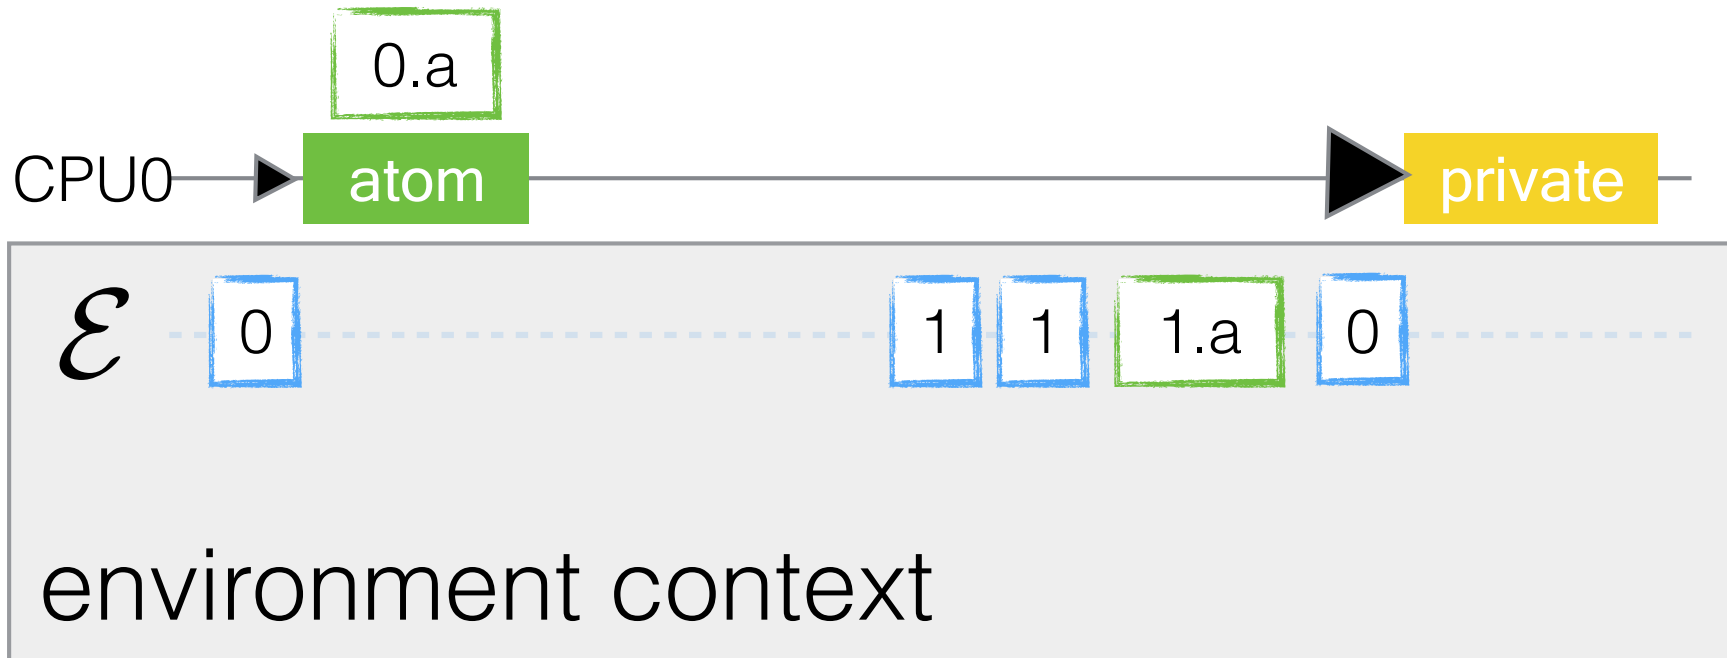 0.a
CPU0 atom private
ℰ 0 1 1 1.a 0
environment context